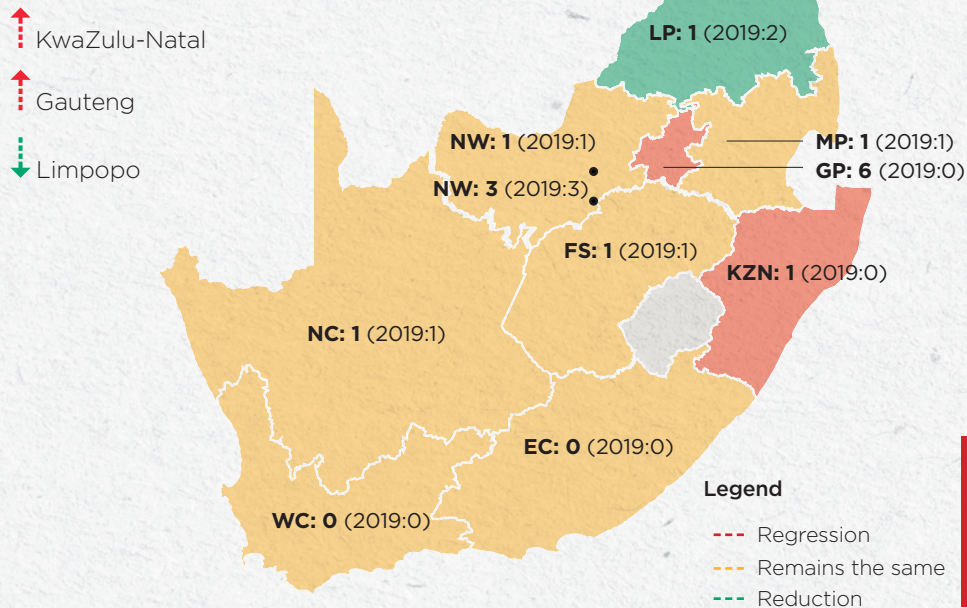 KwaZulu-Natal
Gauteng
Limpopo
LP: 1 (2019:2)
NW: 1 (2019:1)
MP: 1 (2019:1)
GP: 6 (2019:0)
NW: 3 (2019:3)
FS: 1 (2019:1)
KZN: 1 (2019:0)
NC: 1 (2019:1)
EC: 0 (2019:0)
WC: 0 (2019:0)
Legend
Regression
Remains the same
Reduction